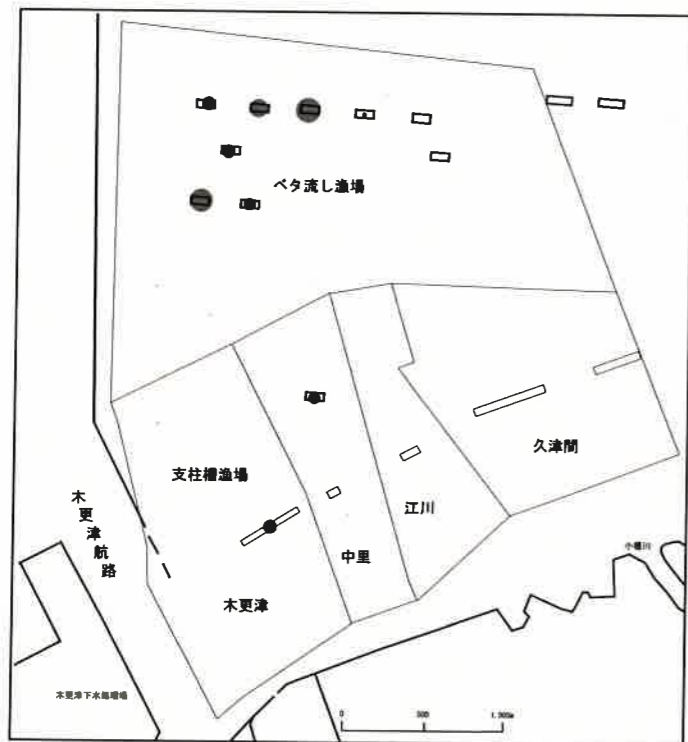 ベタ流し漁場
支柱柵漁場
久津間
江川
中里
木更津
木更津航路
小櫃川
木更津下水処理場
0 500 1,000m